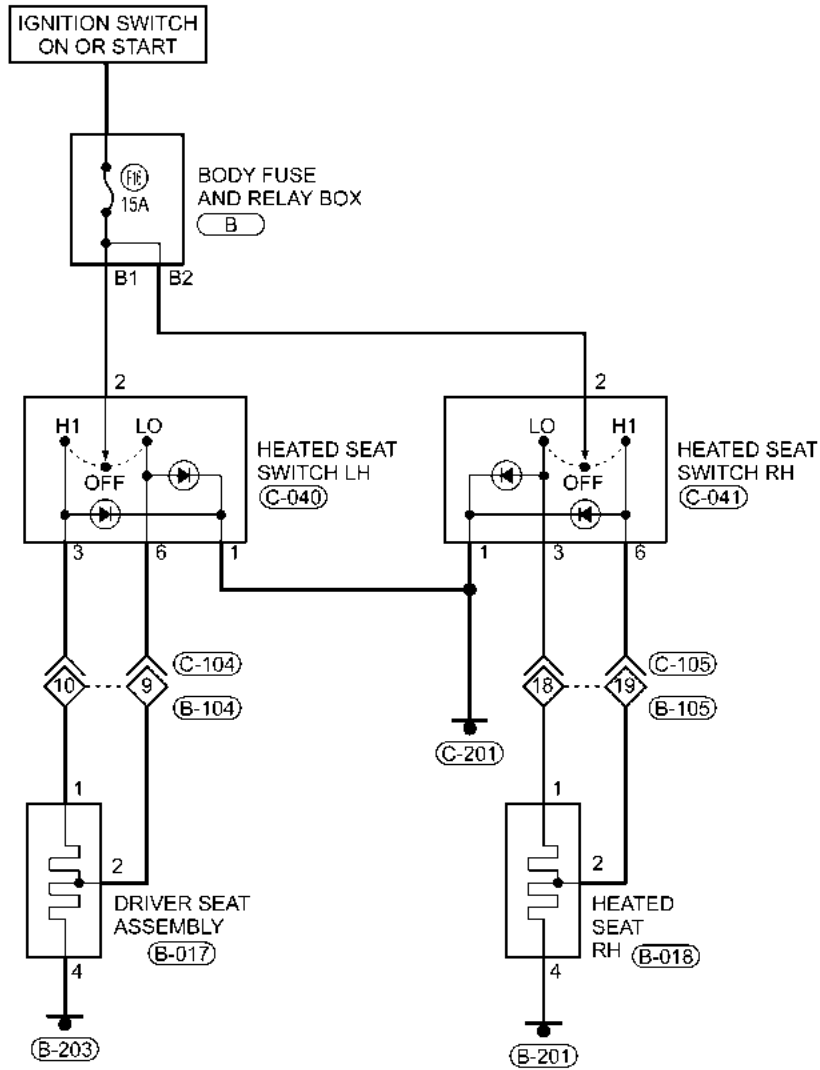 IGNITION SWITCH
ON OR START
F16
15A
BODY FUSE
AND RELAY BOX
B
B1
B2
2
2
H1
LO
OFF
HEATED SEAT
SWITCH LH
C-040
LO
H1
OFF
HEATED SEAT
SWITCH RH
C-041
3
6
1
1
3
6
10
9
C-104
B-104
18
19
C-105
B-105
C-201
1
2
DRIVER SEAT
ASSEMBLY
B-017
4
B-203
1
2
HEATED
SEAT
RH
B-018
4
B-201